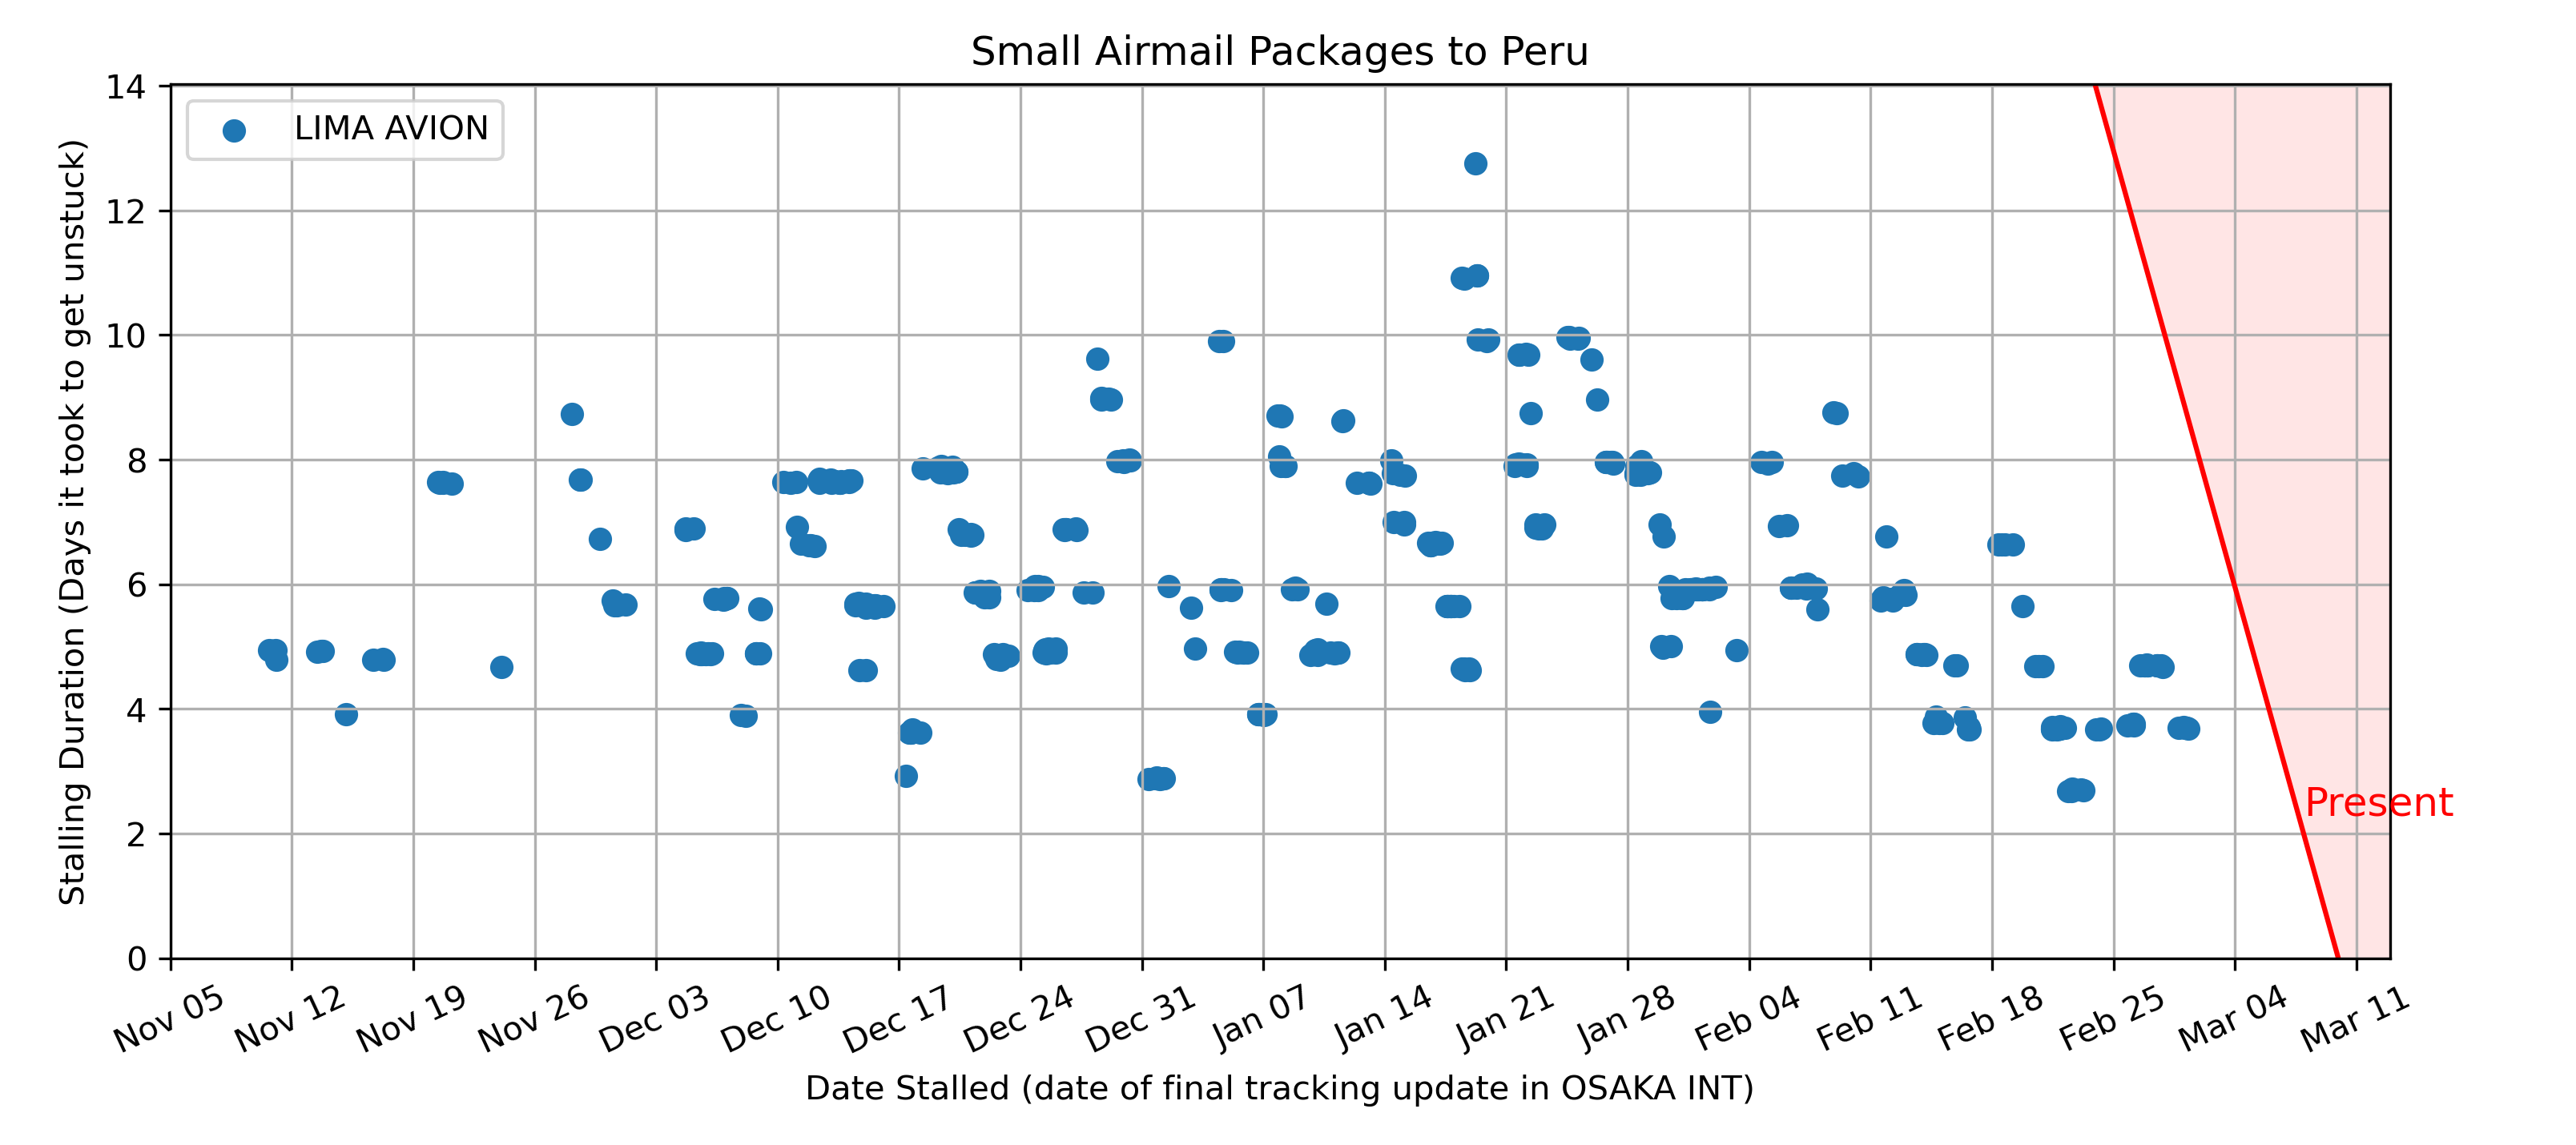 Small Airmail Packages to Peru
LIMA AVION
Stalling Duration (Days it took to get unstuck)
14
12
10
8
6
4
2
0
Present
Nov 05
Nov 12
Nov 19
Nov 26
Dec 03
Dec 10
Dec 17
Dec 24
Dec 31
Jan 07
Jan 14
Jan 21
Jan 28
Feb 04
Feb 11
Feb 18
Feb 25
Mar 04
Mar 11
Date Stalled (date of final tracking update in OSAKA INT)